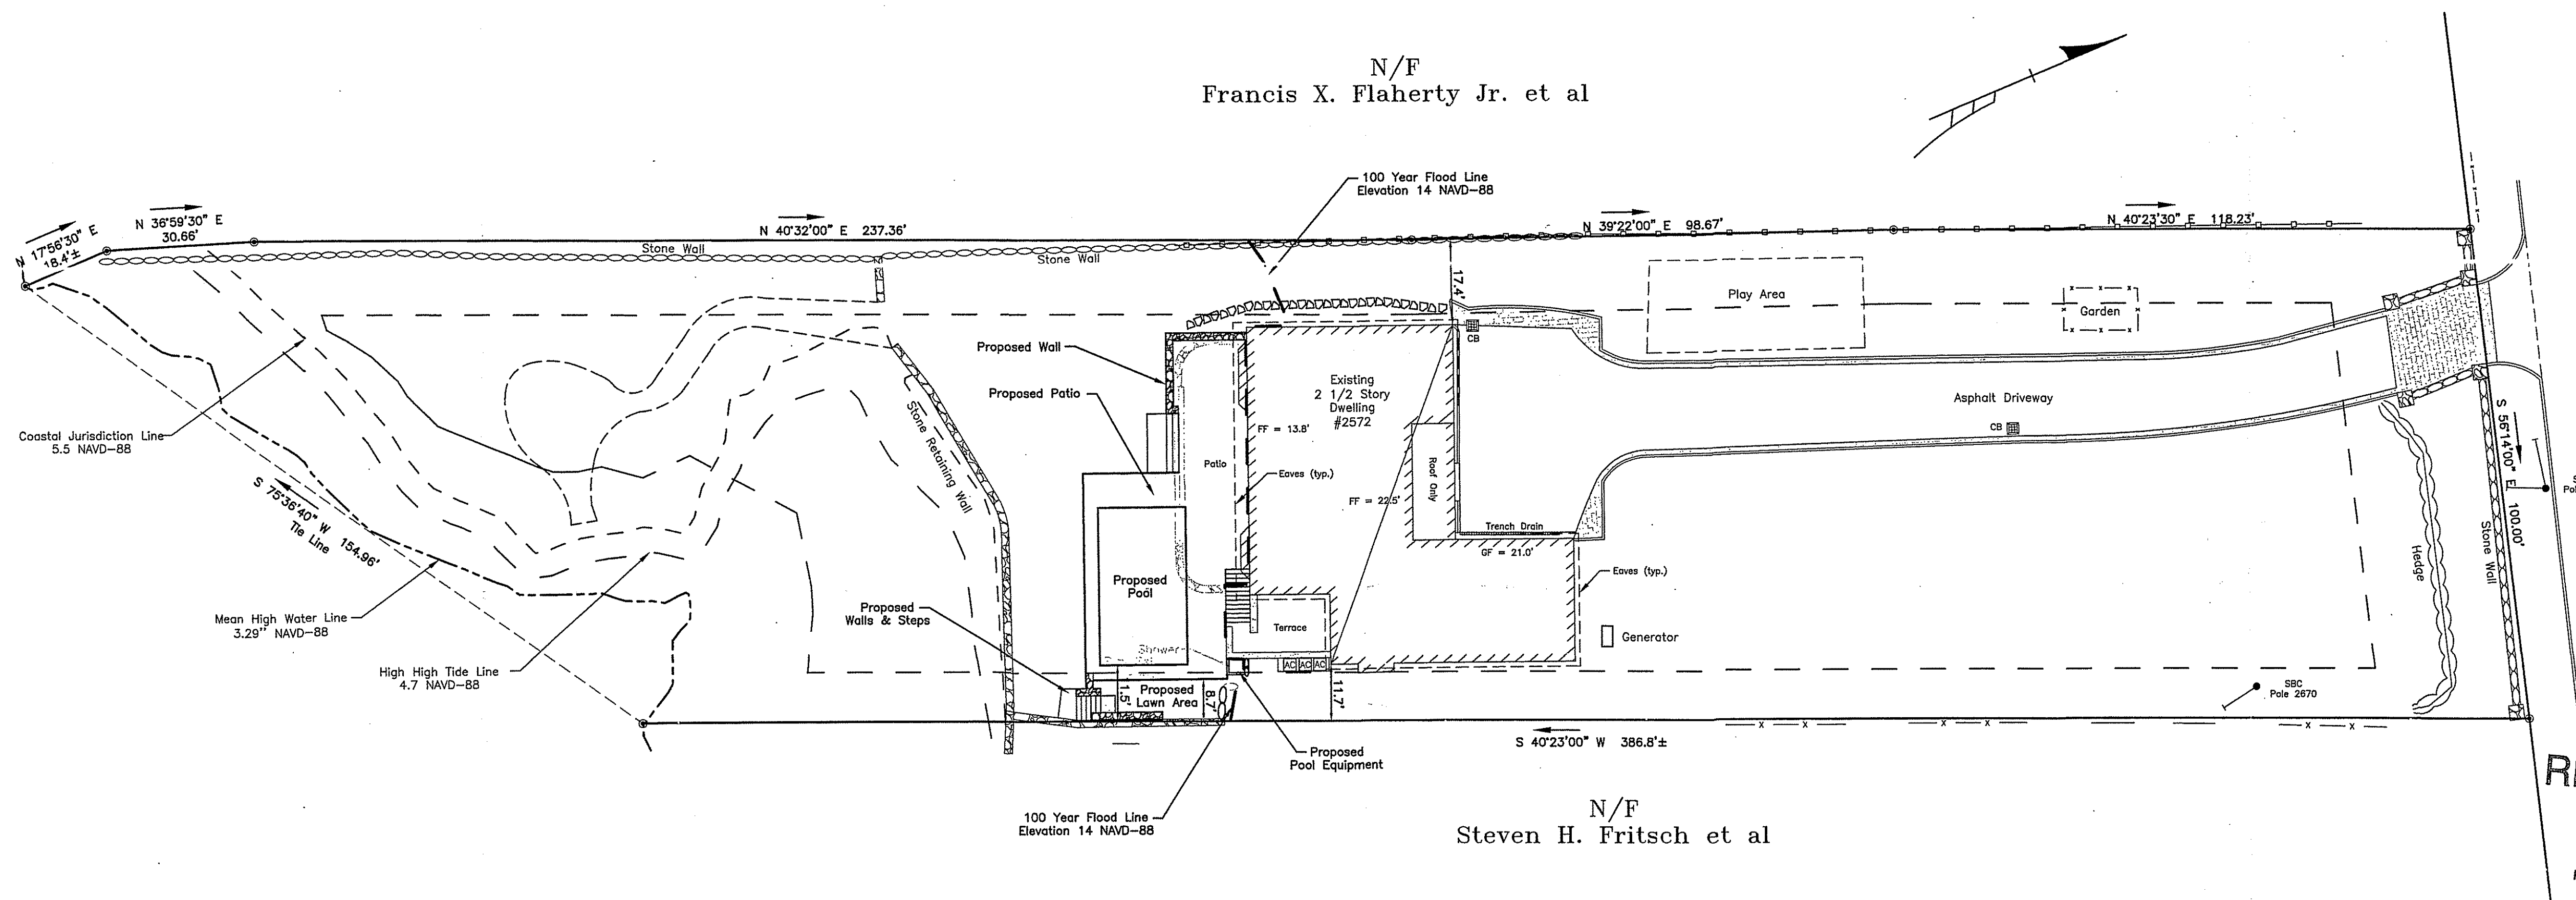 N/F
Francis X. Flaherty Jr. et al
100 Year Flood Line
Elevation 14 NAVD-88
N 17°56'30" E
18.4'±
N 36°59'30" E
30.66'
N 40°32'00" E 237.36'
N 39°22'00" E 98.67'
N 40°23'30" E 118.23'
Stone Wall
Stone Wall
17.4'
Play Area
Garden
CB
Proposed Wall
Proposed Patio
Existing
2 1/2 Story
Dwelling
#2572
FF = 13.8'
Patio
Eaves (typ.)
FF = 22.5'
Roof Only
Asphalt Driveway
CB
Coastal Jurisdiction Line
5.5 NAVD-88
Stone Retaining Wall
S 56°14'00" E 100.00'
Stone Wall
Hedge
S 75°36'40" W 154.96'
Tie Line
Trench Drain
GF = 21.0'
Eaves (typ.)
Proposed
Pool
Mean High Water Line
3.29" NAVD-88
Proposed
Walls & Steps
Terrace
Generator
Shower
High High Tide Line
4.7 NAVD-88
AC AC AC
1.5'
Proposed
Lawn Area
8.7'
11.7'
SBC
Pole 2670
S 40°23'00" W 386.8'±
Proposed
Pool Equipment
100 Year Flood Line
Elevation 14 NAVD-88
N/F
Steven H. Fritsch et al